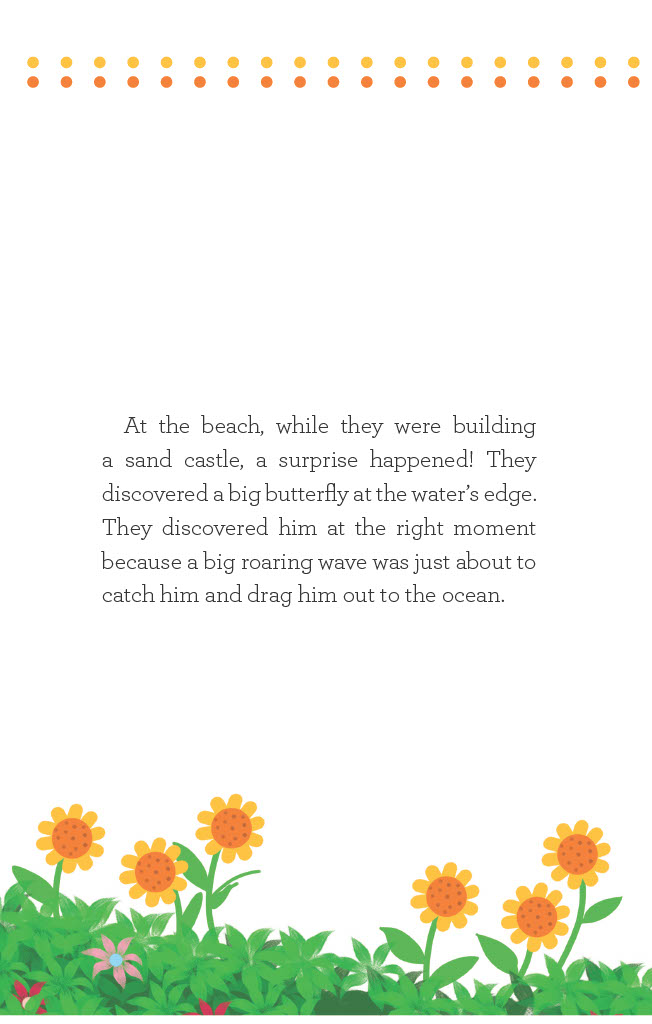 At the beach, while they were building
a sand castle, a surprise happened! They
discovered a big butterfly at the water’s edge.
They discovered him at the right moment
because a big roaring wave was just about to
catch him and drag him out to the ocean.